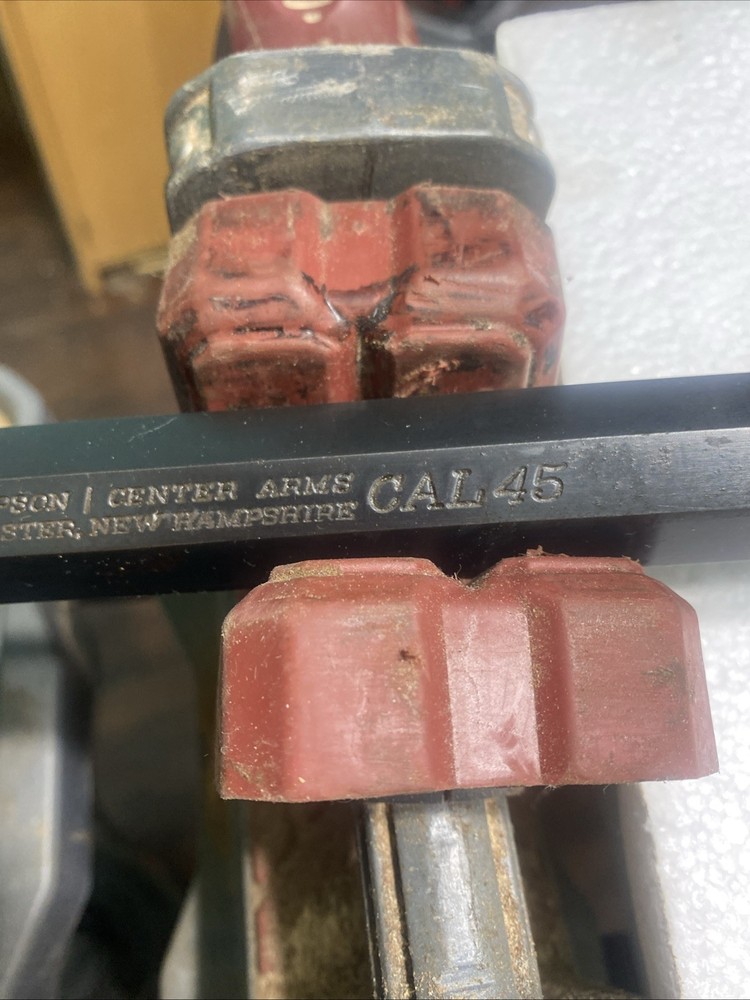 PSON | CENTER ARMS CAL 45
STER, NEW HAMPSHIRE